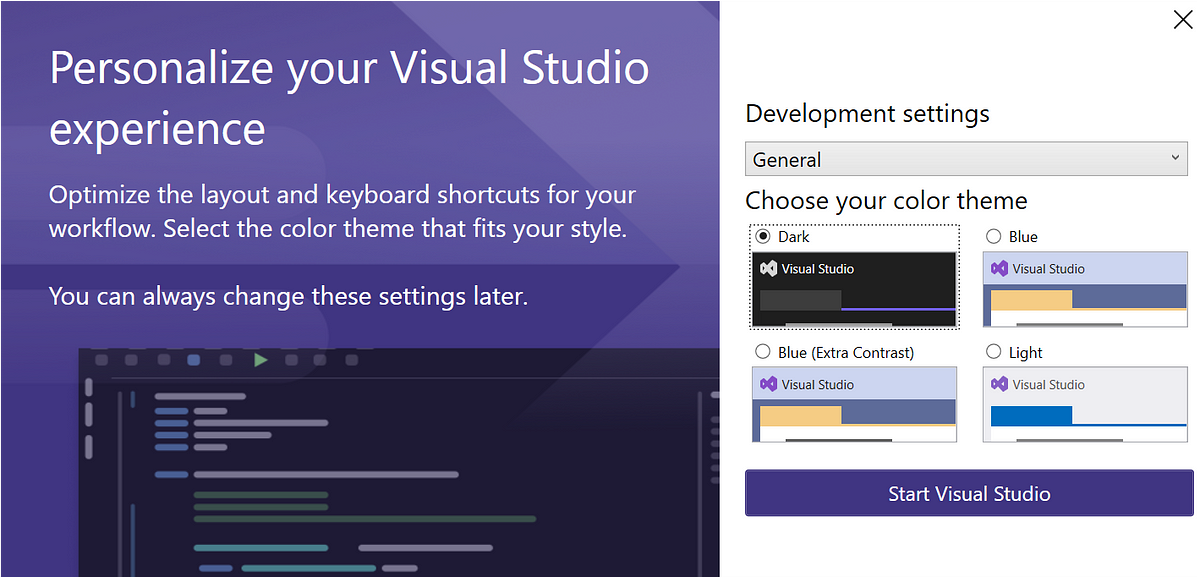 Personalize your Visual Studio
experience
Optimize the layout and keyboard shortcuts for your
workflow. Select the color theme that fits your style.
You can always change these settings later.
Development settings
General
Choose your color theme
Dark
Visual Studio
Blue
Visual Studio
Blue (Extra Contrast)
Visual Studio
Light
Visual Studio
Start Visual Studio